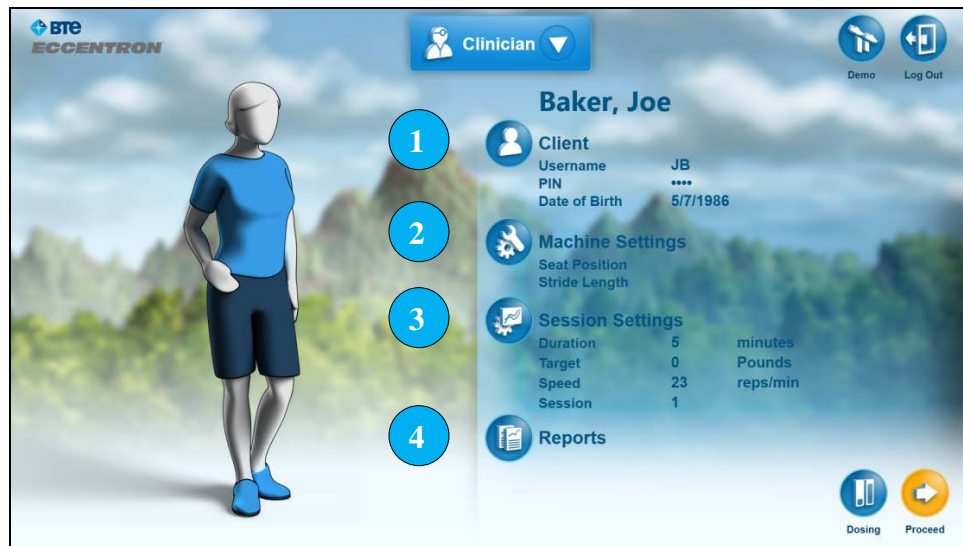 BTE
ECCENTRON
Clinician
Demo
Log Out
Baker, Joe
1
Client
Username JB
PIN ••••
Date of Birth 5/7/1986
2
Machine Settings
Seat Position
Stride Length
3
Session Settings
Duration 5 minutes
Target 0 Pounds
Speed 23 reps/min
Session 1
4
Reports
Dosing
Proceed